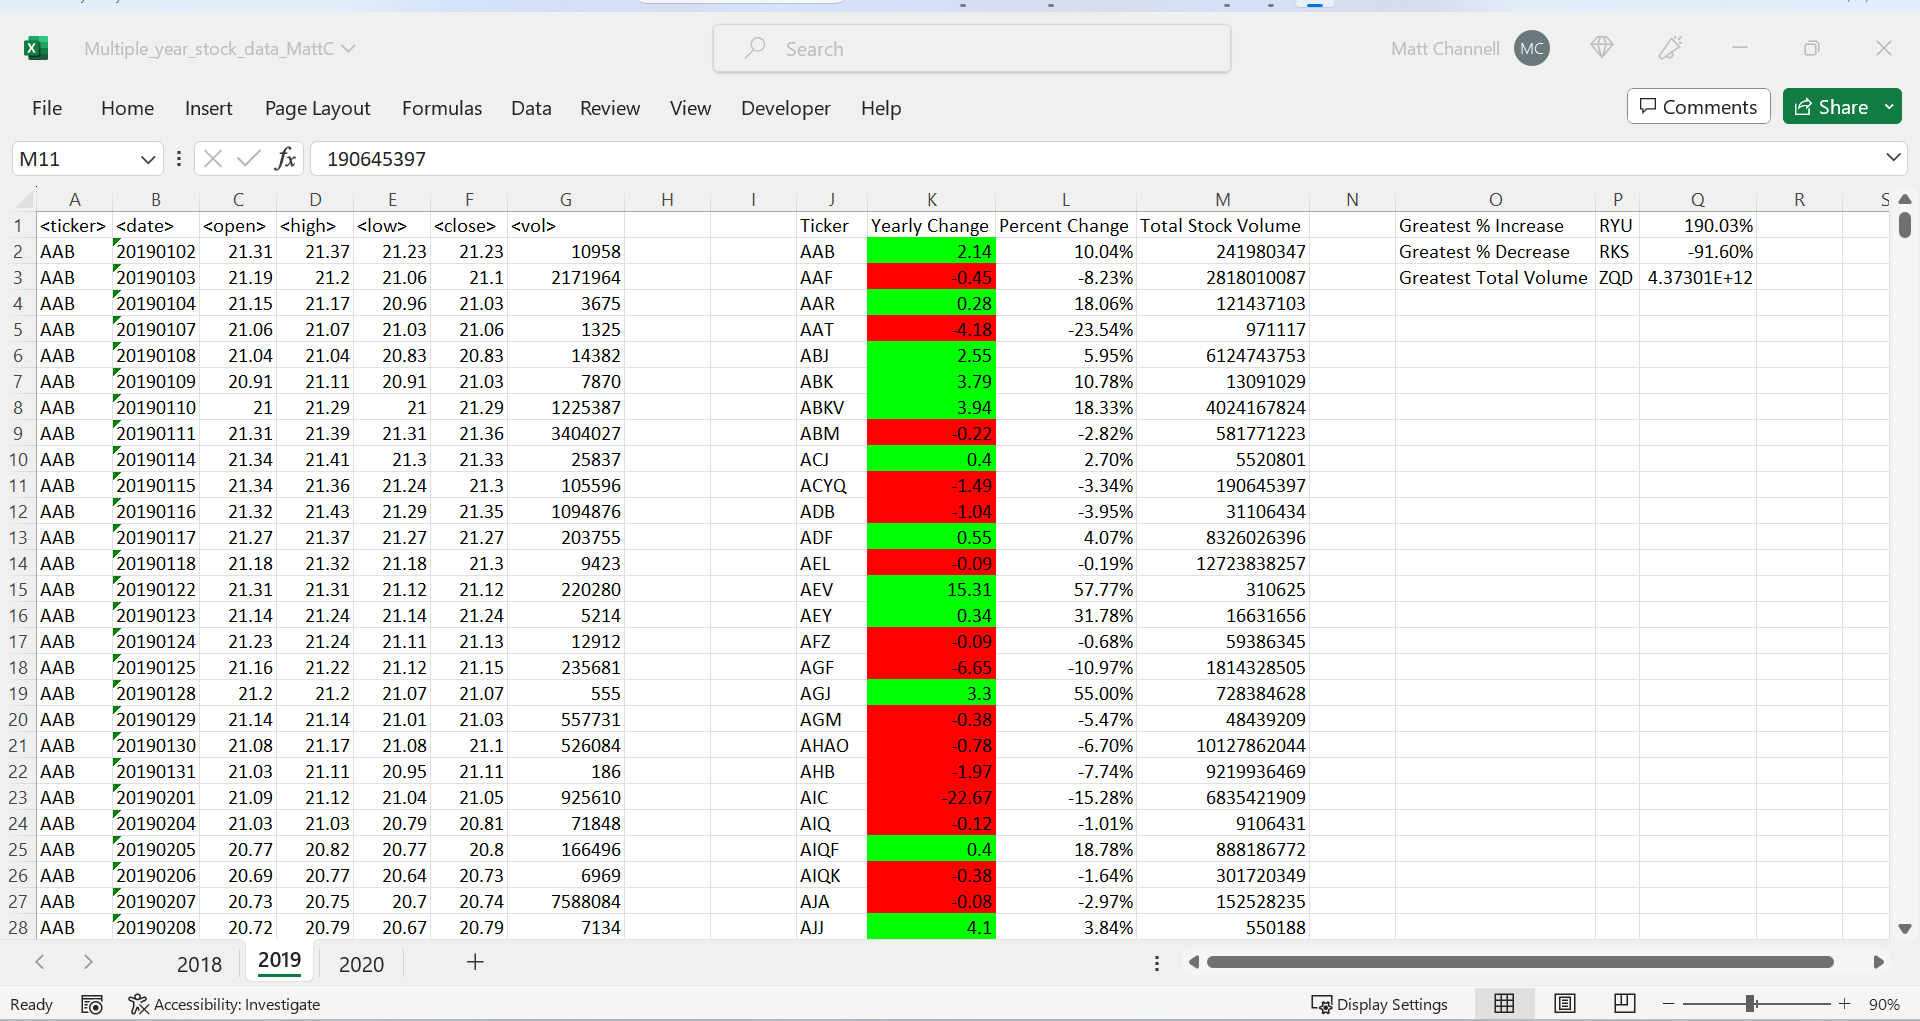 Multiple_year_stock_data_MattC
Search
Matt Channell MC
File Home Insert Page Layout Formulas Data Review View Developer Help Comments Share
M11 fx 190645397
A B C D E F G H I J K L M N O P Q R S
1 <ticker> <date> <open> <high> <low> <close> <vol> Ticker Yearly Change Percent Change Total Stock Volume Greatest % Increase RYU 190.03%
2 AAB 20190102 21.31 21.37 21.23 21.23 10958 AAB 2.14 10.04% 241980347 Greatest % Decrease RKS -91.60%
3 AAB 20190103 21.19 21.2 21.06 21.1 2171964 AAF -0.45 -8.23% 2818010087 Greatest Total Volume ZQD 4.37301E+12
4 AAB 20190104 21.15 21.17 20.96 21.03 3675 AAR 0.28 18.06% 121437103
5 AAB 20190107 21.06 21.07 21.03 21.06 1325 AAT -4.18 -23.54% 971117
6 AAB 20190108 21.04 21.04 20.83 20.83 14382 ABJ 2.55 5.95% 6124743753
7 AAB 20190109 20.91 21.11 20.91 21.03 7870 ABK 3.79 10.78% 13091029
8 AAB 20190110 21 21.29 21 21.29 1225387 ABKV 3.94 18.33% 4024167824
9 AAB 20190111 21.31 21.39 21.31 21.36 3404027 ABM -0.22 -2.82% 581771223
10 AAB 20190114 21.34 21.41 21.3 21.33 25837 ACJ 0.4 2.70% 5520801
11 AAB 20190115 21.34 21.36 21.24 21.3 105596 ACYQ -1.49 -3.34% 190645397
12 AAB 20190116 21.32 21.43 21.29 21.35 1094876 ADB -1.04 -3.95% 31106434
13 AAB 20190117 21.27 21.37 21.27 21.27 203755 ADF 0.55 4.07% 8326026396
14 AAB 20190118 21.18 21.32 21.18 21.3 9423 AEL -0.09 -0.19% 12723838257
15 AAB 20190122 21.31 21.31 21.12 21.12 220280 AEV 15.31 57.77% 310625
16 AAB 20190123 21.14 21.24 21.14 21.24 5214 AEY 0.34 31.78% 16631656
17 AAB 20190124 21.23 21.24 21.11 21.13 12912 AFZ -0.09 -0.68% 59386345
18 AAB 20190125 21.16 21.22 21.12 21.15 235681 AGF -6.65 -10.97% 1814328505
19 AAB 20190128 21.2 21.2 21.07 21.07 555 AGJ 3.3 55.00% 728384628
20 AAB 20190129 21.14 21.14 21.01 21.03 557731 AGM -0.38 -5.47% 48439209
21 AAB 20190130 21.08 21.17 21.08 21.1 526084 AHAO -0.78 -6.70% 10127862044
22 AAB 20190131 21.03 21.11 20.95 21.11 186 AHB -1.97 -7.74% 9219936469
23 AAB 20190201 21.09 21.12 21.04 21.05 925610 AIC -22.67 -15.28% 6835421909
24 AAB 20190204 21.03 21.03 20.79 20.81 71848 AIQ -0.12 -1.01% 9106431
25 AAB 20190205 20.77 20.82 20.77 20.8 166496 AIQF 0.4 18.78% 888186772
26 AAB 20190206 20.69 20.77 20.64 20.73 6969 AIQK -0.38 -1.64% 301720349
27 AAB 20190207 20.73 20.75 20.7 20.74 7588084 AJA -0.08 -2.97% 152528235
28 AAB 20190208 20.72 20.79 20.67 20.79 7134 AJJ 4.1 3.84% 550188
2018 2019 2020
Ready Accessibility: Investigate Display Settings 90%